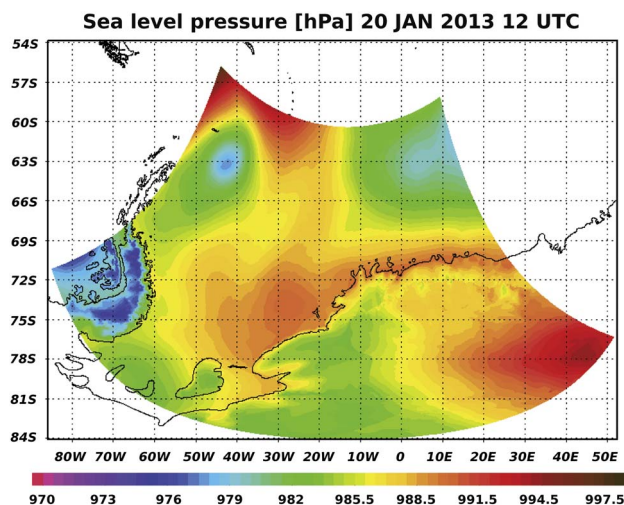 Sea level pressure [hPa] 20 JAN 2013 12 UTC
54S
57S
60S
63S
66S
69S
72S
75S
78S
81S
84S
80W 70W 60W 50W 40W 30W 20W 10W 0 10E 20E 30E 40E 50E
970 973 976 979 982 985.5 988.5 991.5 994.5 997.5